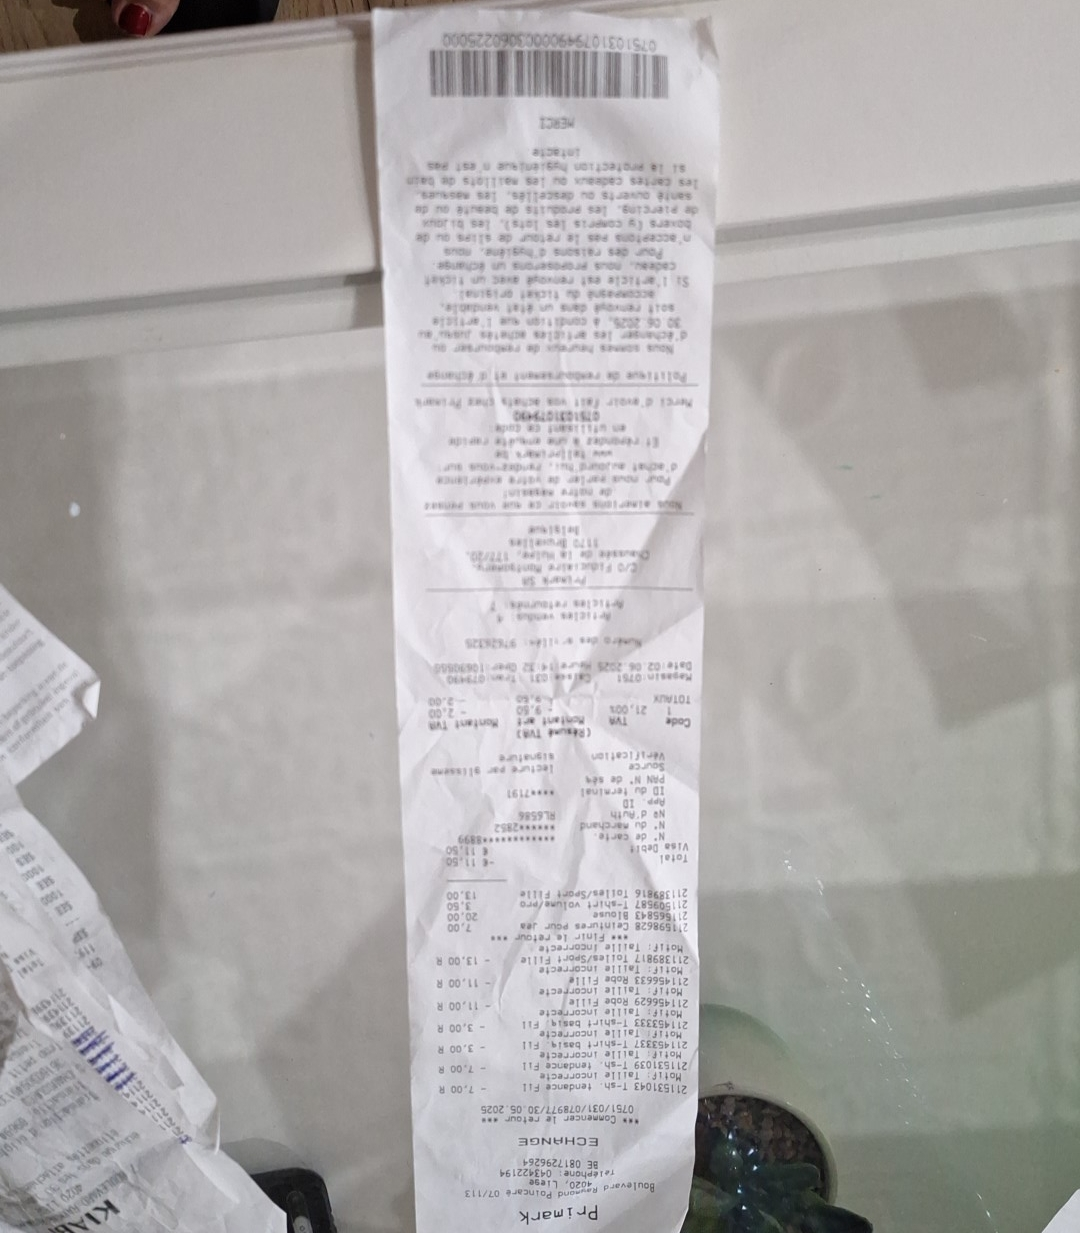 Primark
Boulevard Raymond Poincaré 07/113
4020, Liege
Téléphone: 043422194
BE 0817296264
ECHANGE
*** Commencer le retour ***
0751/031/078977/30.05.2025
211531043 T-sh. tendance Fil - 7,00 R
Motif: Taille incorrecte
211531039 T-sh. tendance Fil - 7,00 R
Motif: Taille incorrecte
211453337 T-shirt basiq. Fil - 3,00 R
Motif: Taille incorrecte
211453333 T-shirt basiq. Fil - 3,00 R
Motif: Taille incorrecte
211456629 Robe Fille - 11,00 R
Motif: Taille incorrecte
211456633 Robe Fille - 11,00 R
Motif: Taille incorrecte
211389817 Toiles/Sport Fille - 13,00 R
Motif: Taille incorrecte
*** Finir le retour ***
211598628 Ceintures Pour Jea 7,00
211565843 Blouse 20,00
211509587 T-shirt volume/pro 3,50
211389816 Toiles/Sport Fille 13,00
Total -€ 11,50
Visa Debit € 11,50
N° de carte. ************8899
N° du marchand ******2852
No d'Auth RL6586
App. ID
ID du terminal ****7191
PAN N° de séq
Source lecture par glisseme
Vérification signature
(Résumé TVA)
Code TVA Montant art Montant TVA
1 21,00% - 9,50 - 2,00
TOTAUX - 9,50 - 2,00
Magasin:0751 Caisse:031 Tran:079490
Date:02.06.2025 Heure:14:32 Oper:10690555
Numéro des 97626325
Articles vendus: 4
Articles retournés: 7
Primark SA
C/O Fiduciaire Montgomery,
Chaussée de la Hulpe, 177/20,
1170 Bruxelles
Belgique
Nous aimerions savoir ce que vous pensez
de notre magasin!
Pour nous parler de votre expérience
d'achat aujourd'hui, rendez-vous sur
www.tellprimark.be
Et répondez à une enquête rapide
en utilisant ce code:
075103107949O
Merci d'avoir fait vos achats chez Primark
Politique de remboursement et d'échange
Nous sommes heureux de rembourser ou
d'échanger les articles achetés jusqu'au
30.06.2025, à condition que l'article
soit renvoyé dans un état vendable,
accompagné du ticket original.
Si l'article est renvoyé avec un ticket
cadeau, nous proposerons un échange.
Pour des raisons d'hygiène, nous
n'acceptons pas le retour de slips ou de
boxers (y compris les lots), les bijoux
de piercing, les produits de beauté ou de
santé ouverts ou descellés, les masques,
les cartes cadeaux ou les maillots de bain
si la protection hygiénique n'est pas
intacte
MERCI
07510310794900003060225000
KIABI